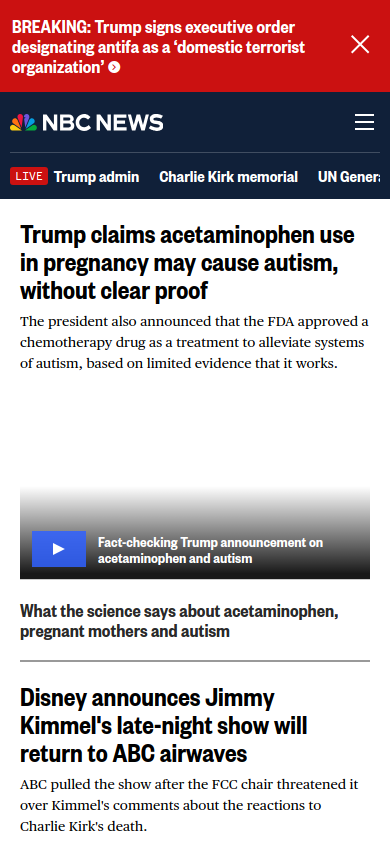 BREAKING: Trump signs executive order
designating antifa as a ‘domestic terrorist
organization’
NBC NEWS
LIVE Trump admin Charlie Kirk memorial UN Genera
Trump claims acetaminophen use
in pregnancy may cause autism,
without clear proof
The president also announced that the FDA approved a
chemotherapy drug as a treatment to alleviate systems
of autism, based on limited evidence that it works.
Fact-checking Trump announcement on
acetaminophen and autism
What the science says about acetaminophen,
pregnant mothers and autism
Disney announces Jimmy
Kimmel's late-night show will
return to ABC airwaves
ABC pulled the show after the FCC chair threatened it
over Kimmel's comments about the reactions to
Charlie Kirk's death.